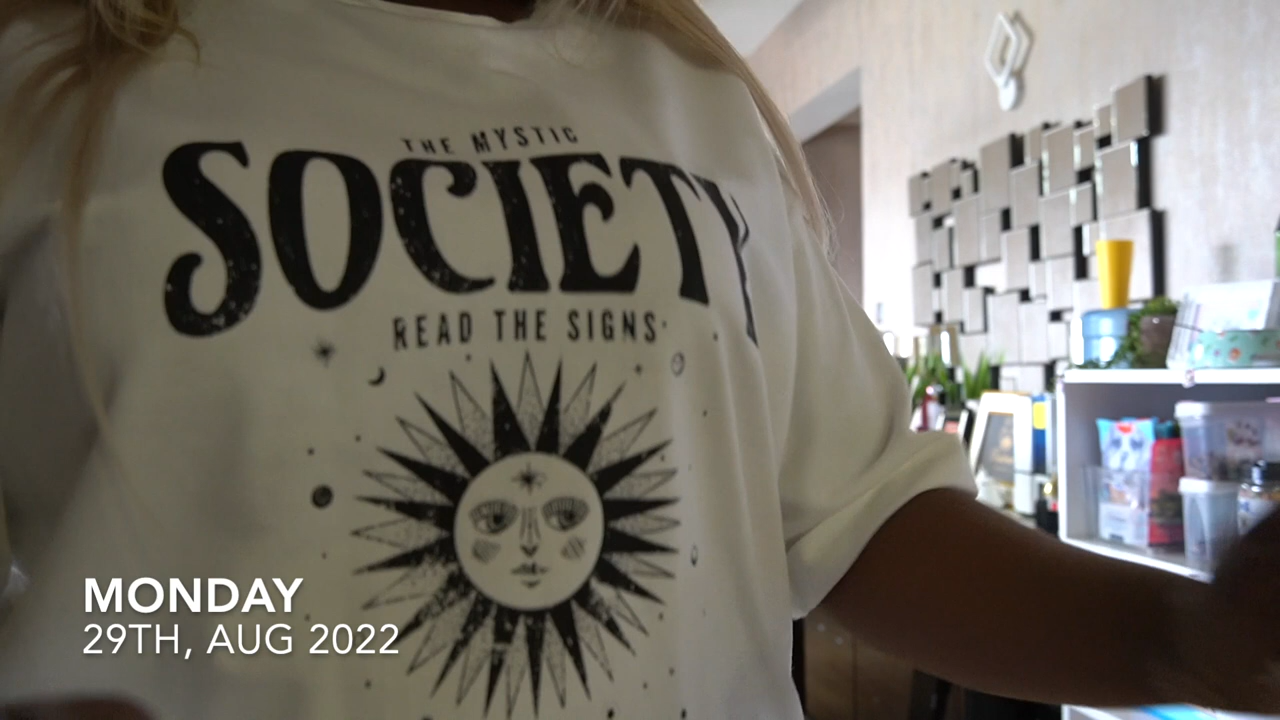 THE MYSTIC
SOCIETY
READ THE SIGNS
MONDAY
29TH, AUG 2022